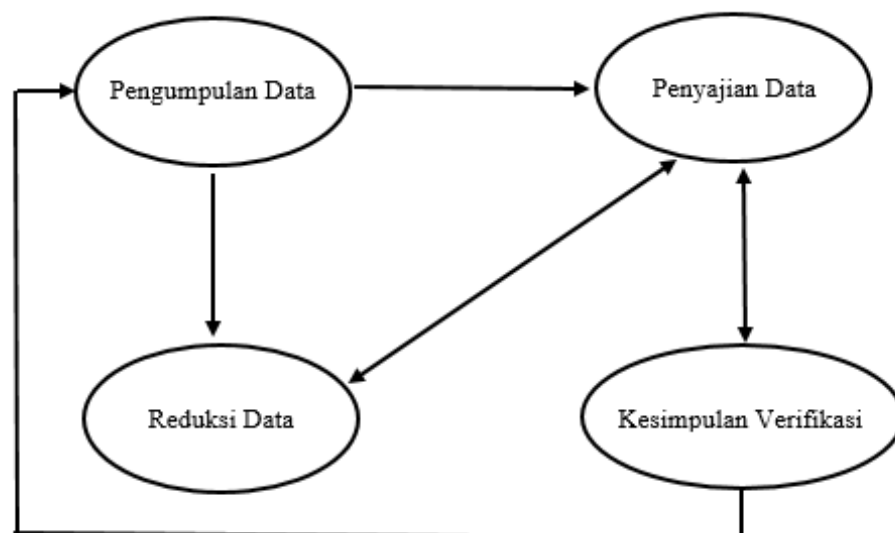 Pengumpulan Data
Penyajian Data
Reduksi Data
Kesimpulan Verifikasi